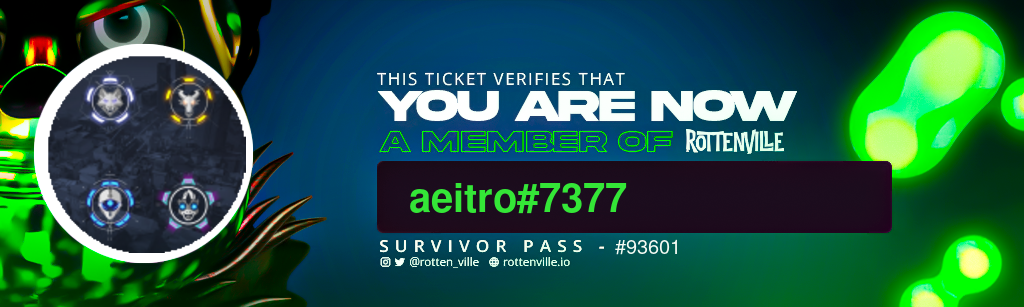 THIS TICKET VERIFIES THAT
YOU ARE NOW
A MEMBER OF ROTTENVILLE
aeitro#7377
SURVIVOR PASS - #93601
@rotten_ville rottenville.io